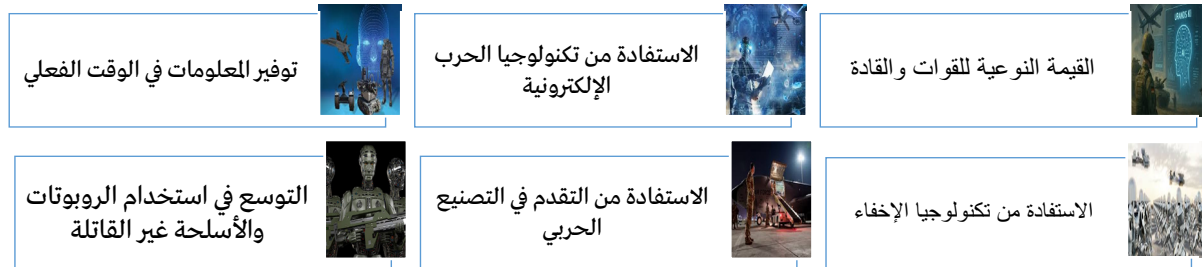 القيمة النوعية للقوات والقادة
الاستفادة من تكنولوجيا الحرب
الإلكترونية
توفير المعلومات في الوقت الفعلي
الاستفادة من تكنولوجيا الإخفاء
الاستفادة من التقدم في التصنيع
الحربي
التوسع في استخدام الروبوتات
والأسلحة غير القاتلة